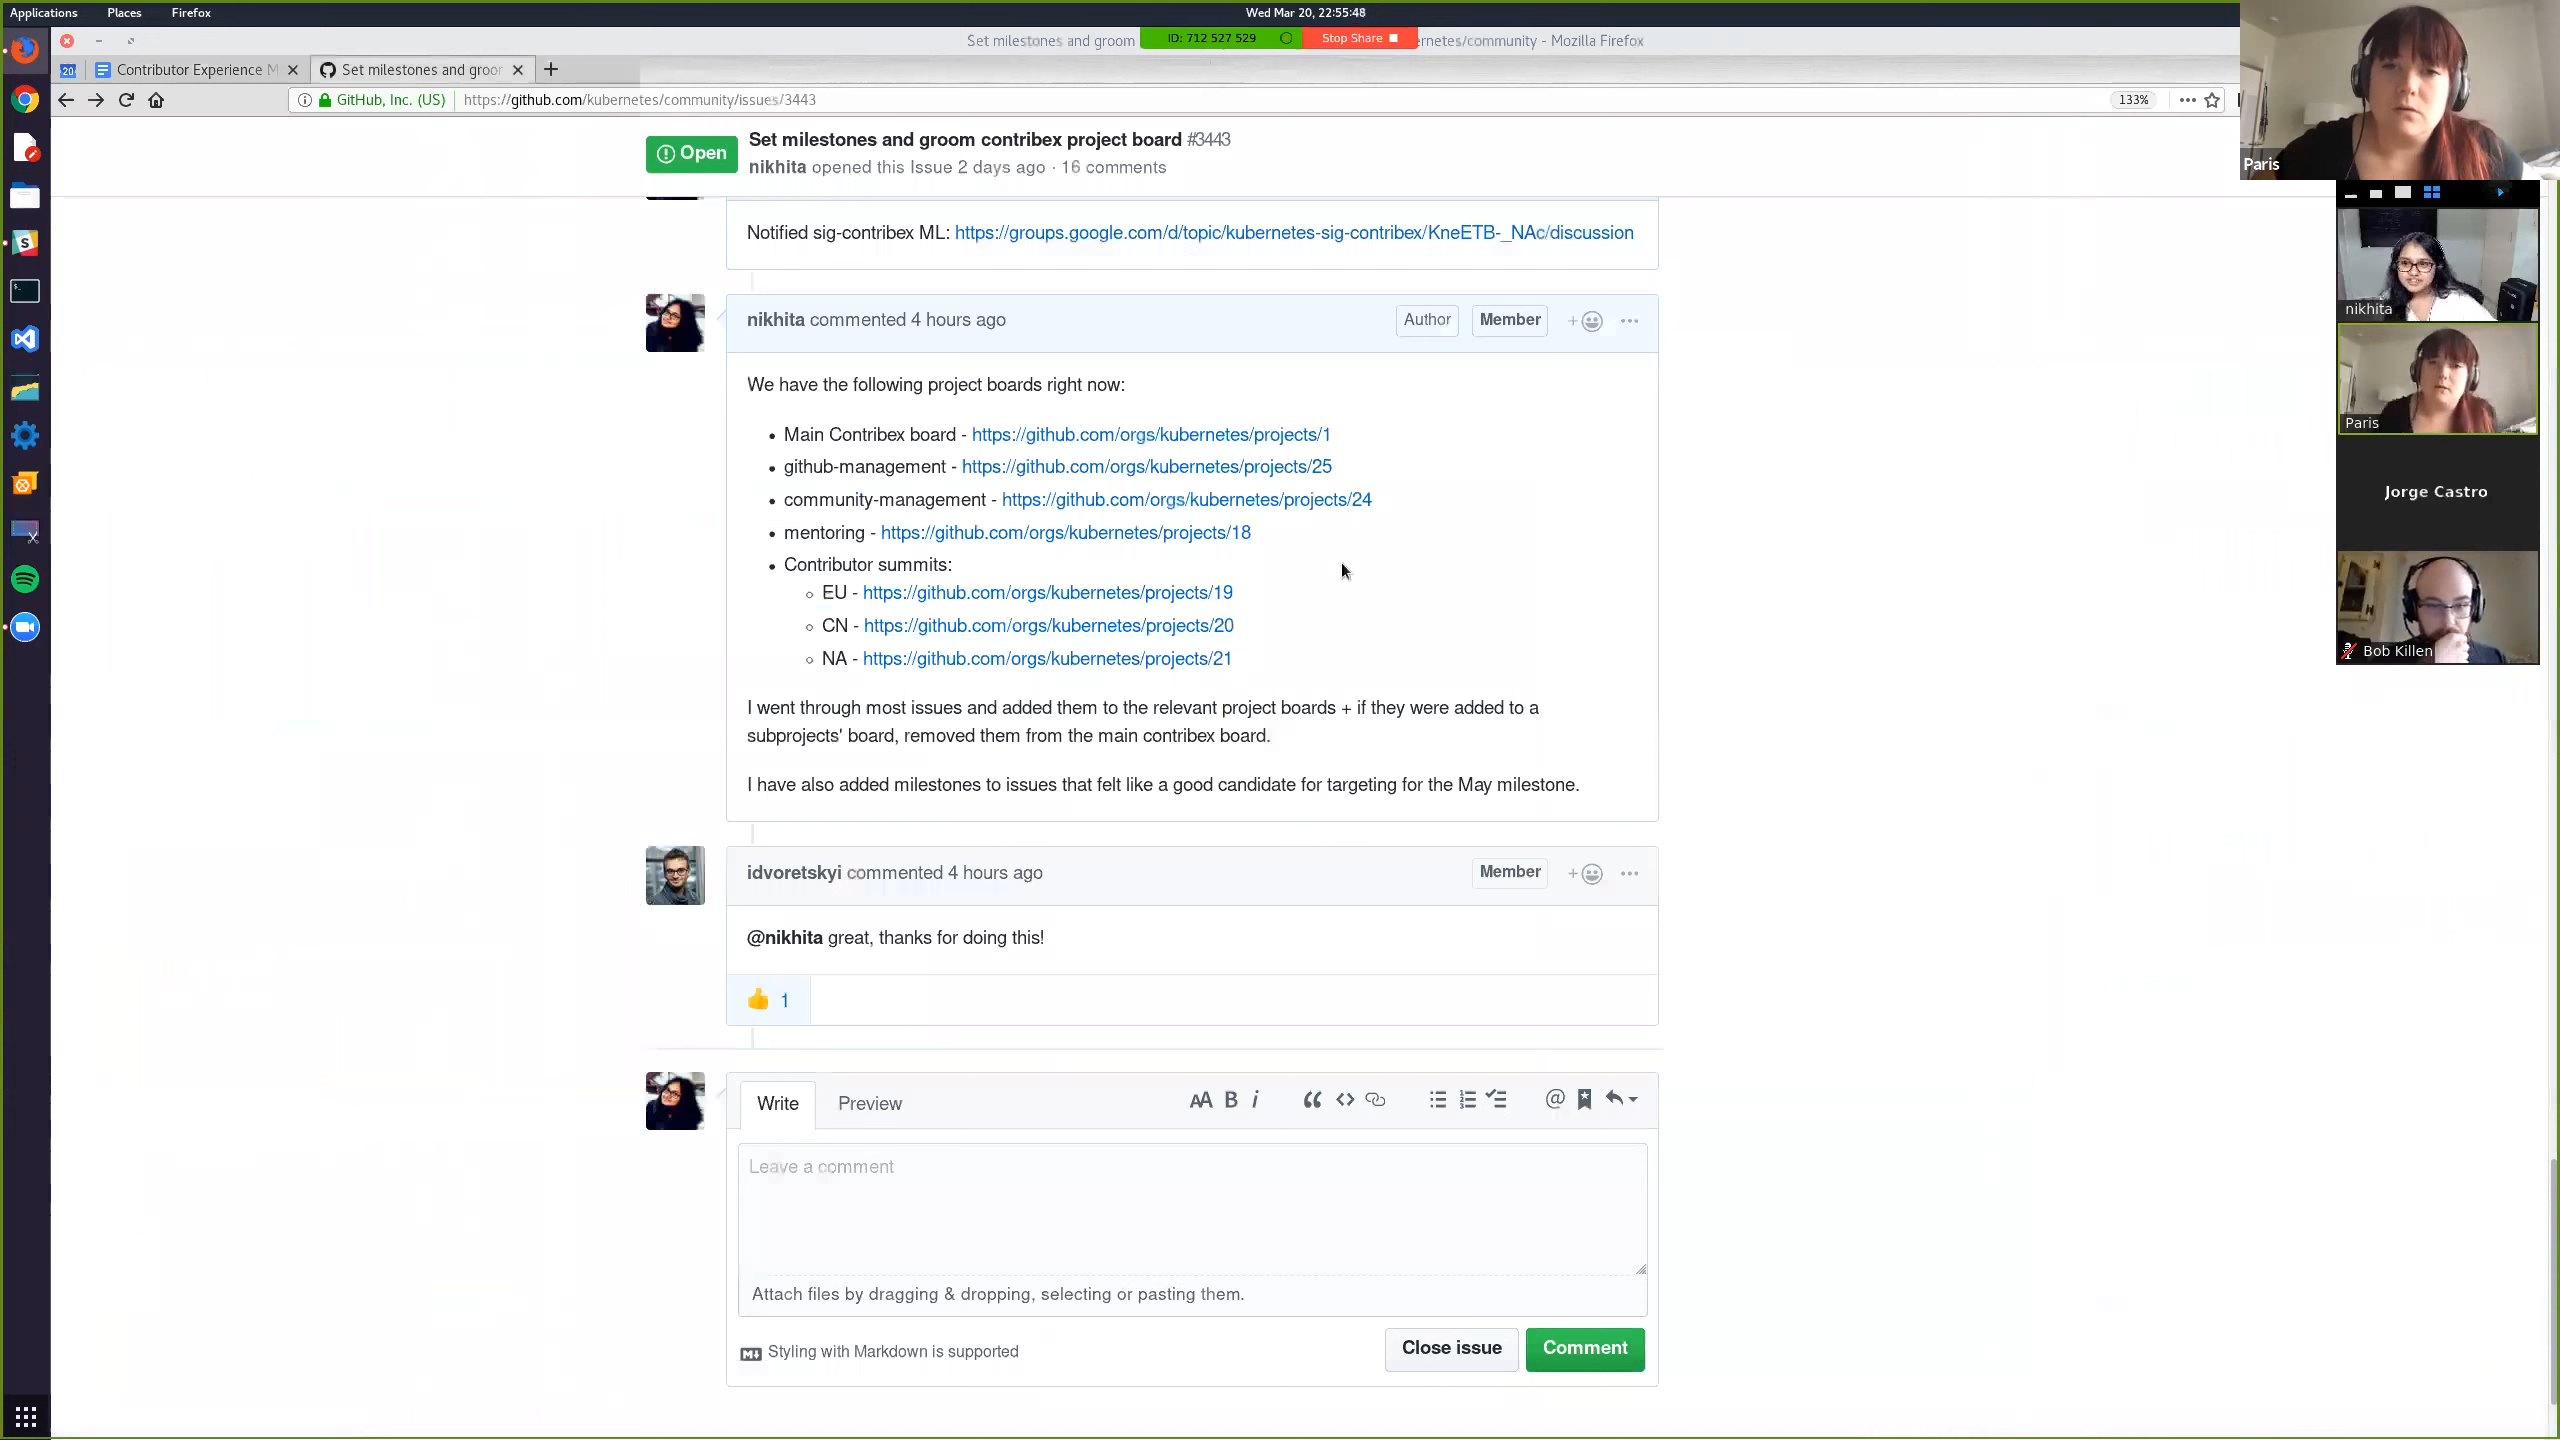 Applications Places Firefox Wed Mar 20, 22:55:48
Set milestones and groom ID: 712 527 529 Stop Share ernetes/community - Mozilla Firefox
20 Contributor Experience M Set milestones and groor
GitHub, Inc. (US) https://github.com/kubernetes/community/issues/3443 133%
Open Set milestones and groom contribex project board #3443
nikhita opened this Issue 2 days ago · 16 comments
Paris
Notified sig-contribex ML: https://groups.google.com/d/topic/kubernetes-sig-contribex/KneETB-_NAc/discussion
nikhita
nikhita commented 4 hours ago Author Member
We have the following project boards right now:
Paris
• Main Contribex board - https://github.com/orgs/kubernetes/projects/1
• github-management - https://github.com/orgs/kubernetes/projects/25
• community-management - https://github.com/orgs/kubernetes/projects/24
Jorge Castro
• mentoring - https://github.com/orgs/kubernetes/projects/18
• Contributor summits:
◦ EU - https://github.com/orgs/kubernetes/projects/19
◦ CN - https://github.com/orgs/kubernetes/projects/20
◦ NA - https://github.com/orgs/kubernetes/projects/21
Bob Killen
I went through most issues and added them to the relevant project boards + if they were added to a
subprojects' board, removed them from the main contribex board.
I have also added milestones to issues that felt like a good candidate for targeting for the May milestone.
idvoretskyi commented 4 hours ago Member
@nikhita great, thanks for doing this!
👍 1
Write Preview AA B i
Leave a comment
Attach files by dragging & dropping, selecting or pasting them.
Styling with Markdown is supported Close issue Comment